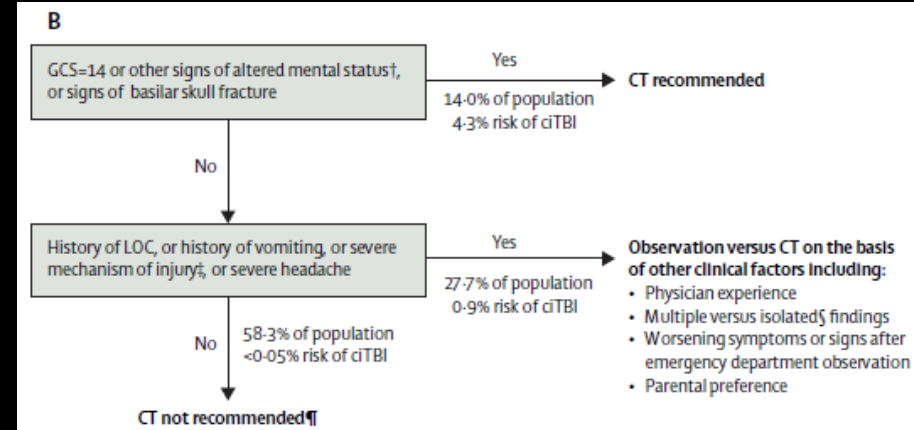 B
GCS=14 or other signs of altered mental status†,
or signs of basilar skull fracture
Yes
14·0% of population
4·3% risk of ciTBI
CT recommended
No
History of LOC, or history of vomiting, or severe
mechanism of injury‡, or severe headache
Yes
27·7% of population
0·9% risk of ciTBI
Observation versus CT on the basis
of other clinical factors including:
• Physician experience
• Multiple versus isolated§ findings
• Worsening symptoms or signs after
emergency department observation
• Parental preference
No
58·3% of population
<0·05% risk of ciTBI
CT not recommended¶